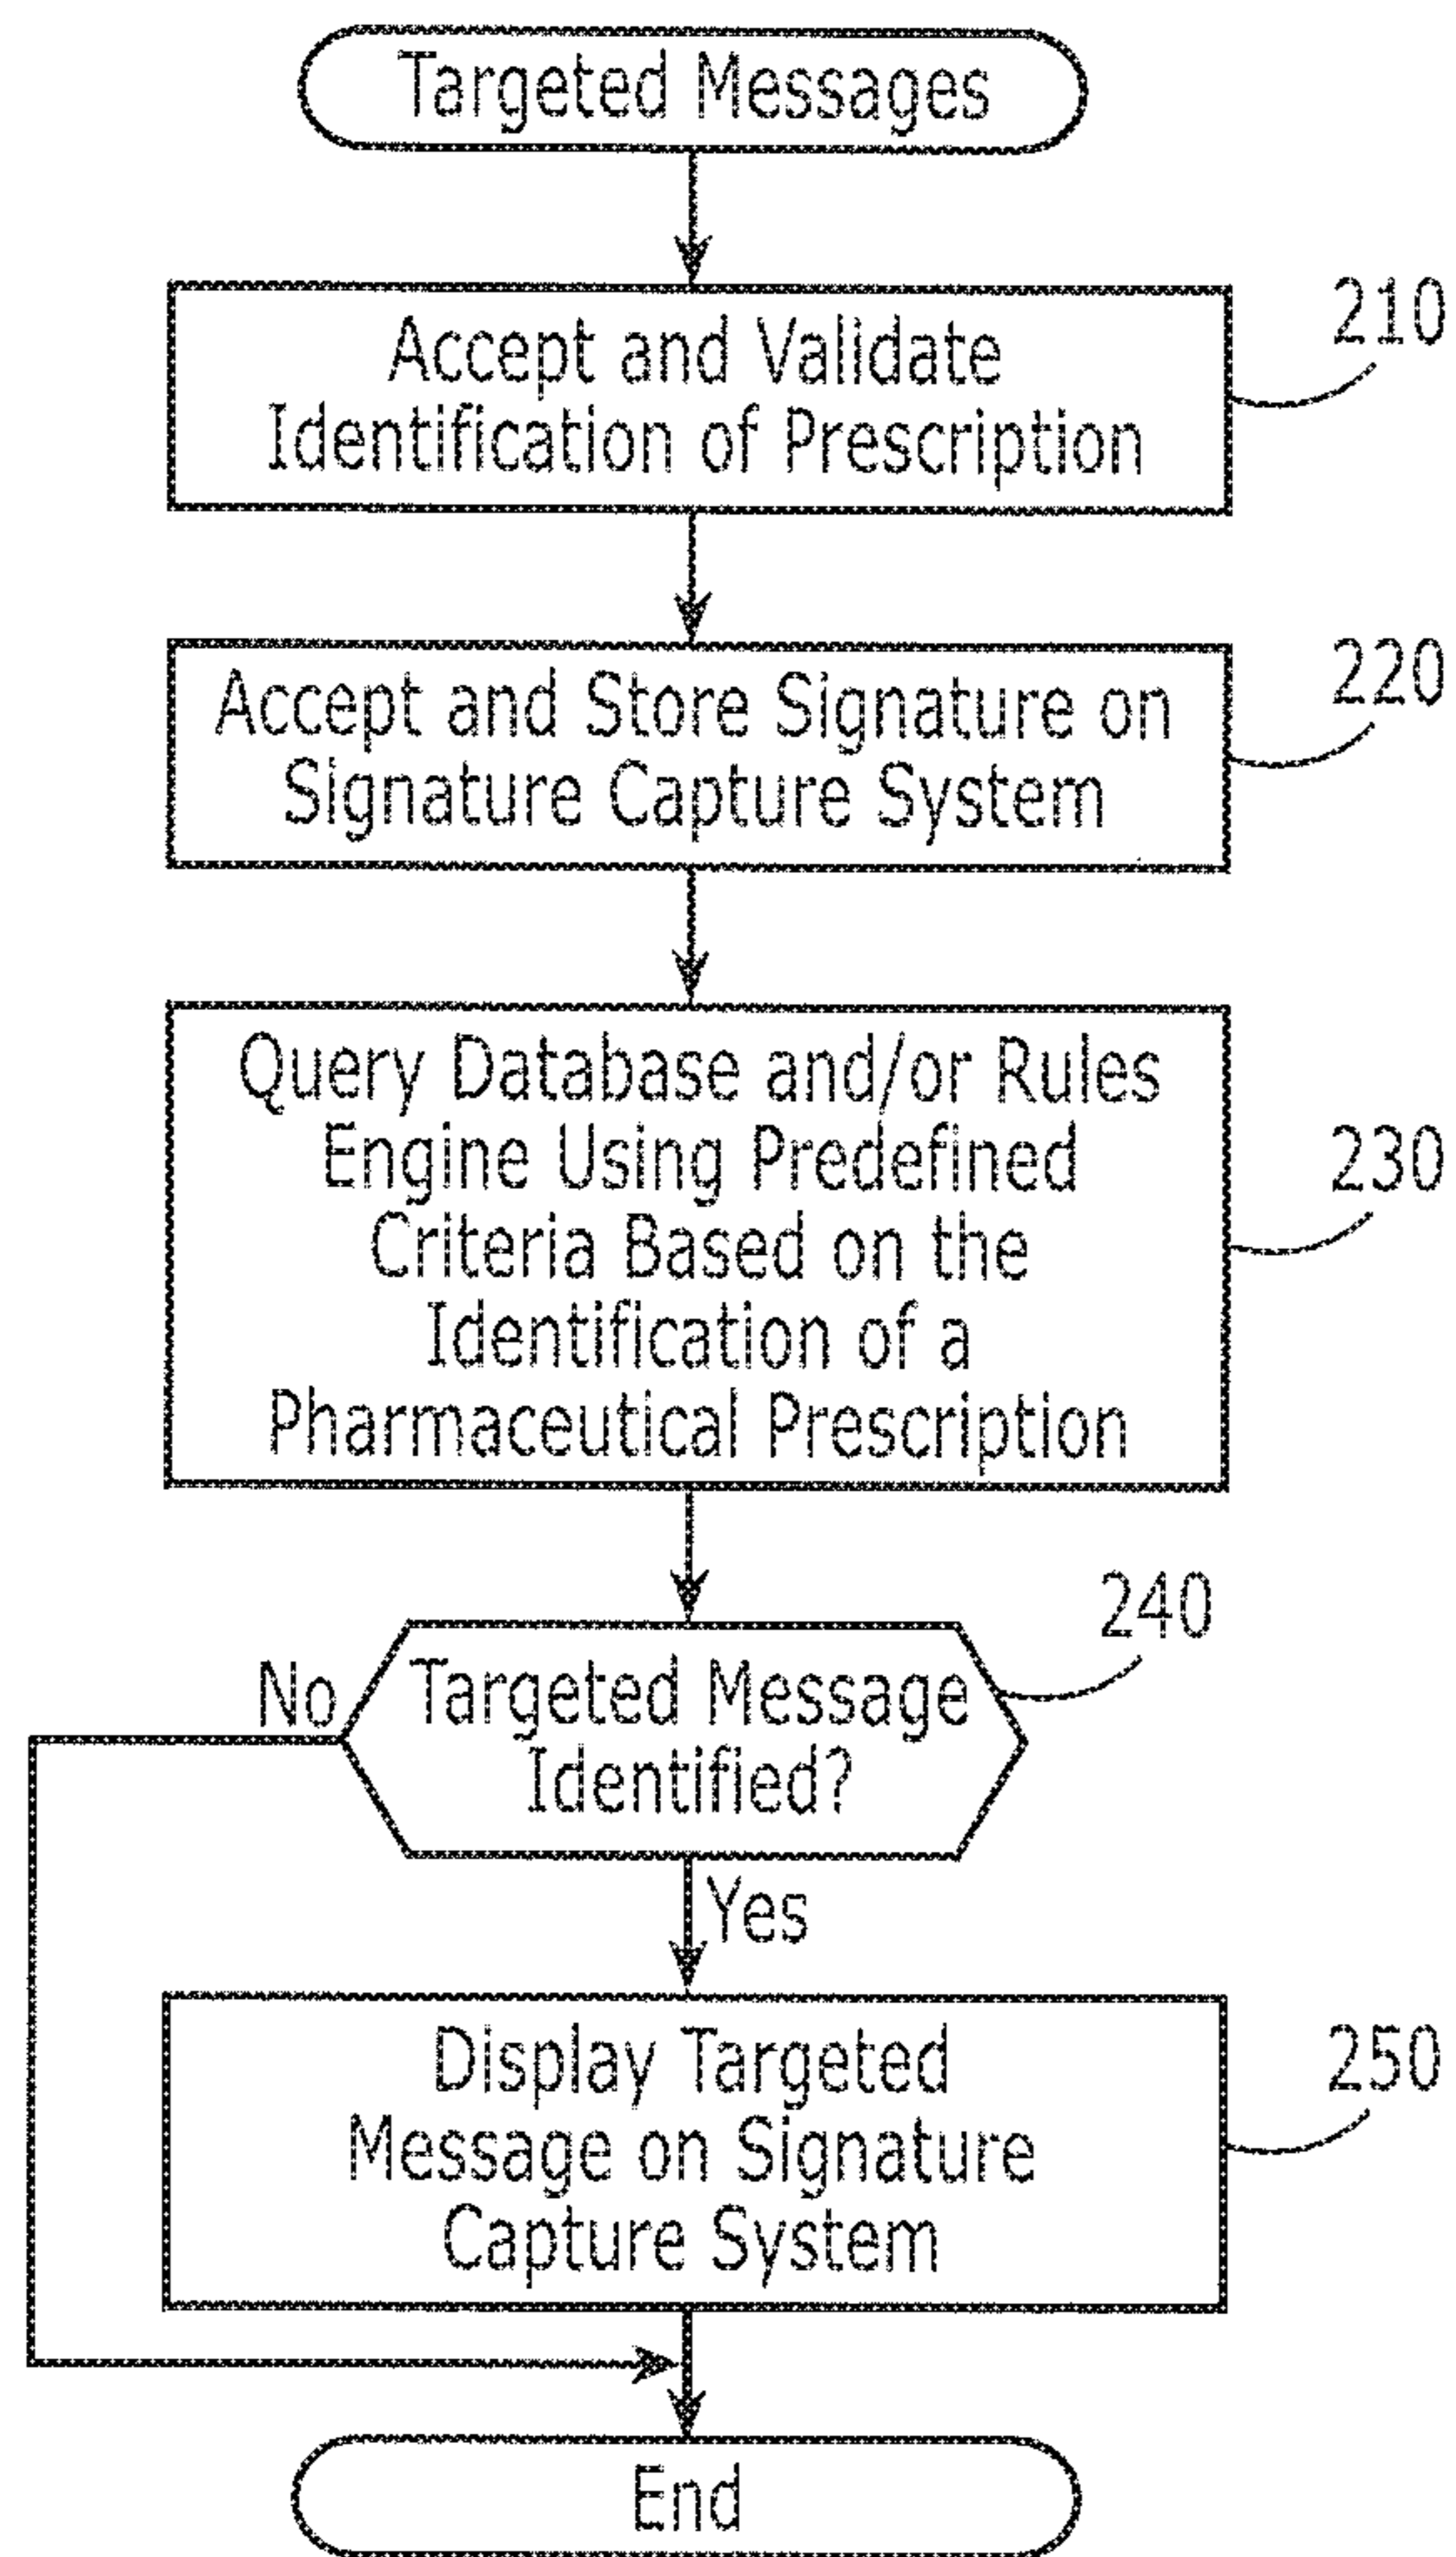 Targeted Messages
Accept and Validate
Identification of Prescription
210
Accept and Store Signature on
Signature Capture System
220
Query Database and/or Rules
Engine Using Predefined
Criteria Based on the
Identification of a
Pharmaceutical Prescription
230
Targeted Message
Identified?
240
No
Yes
Display Targeted
Message on Signature
Capture System
250
End